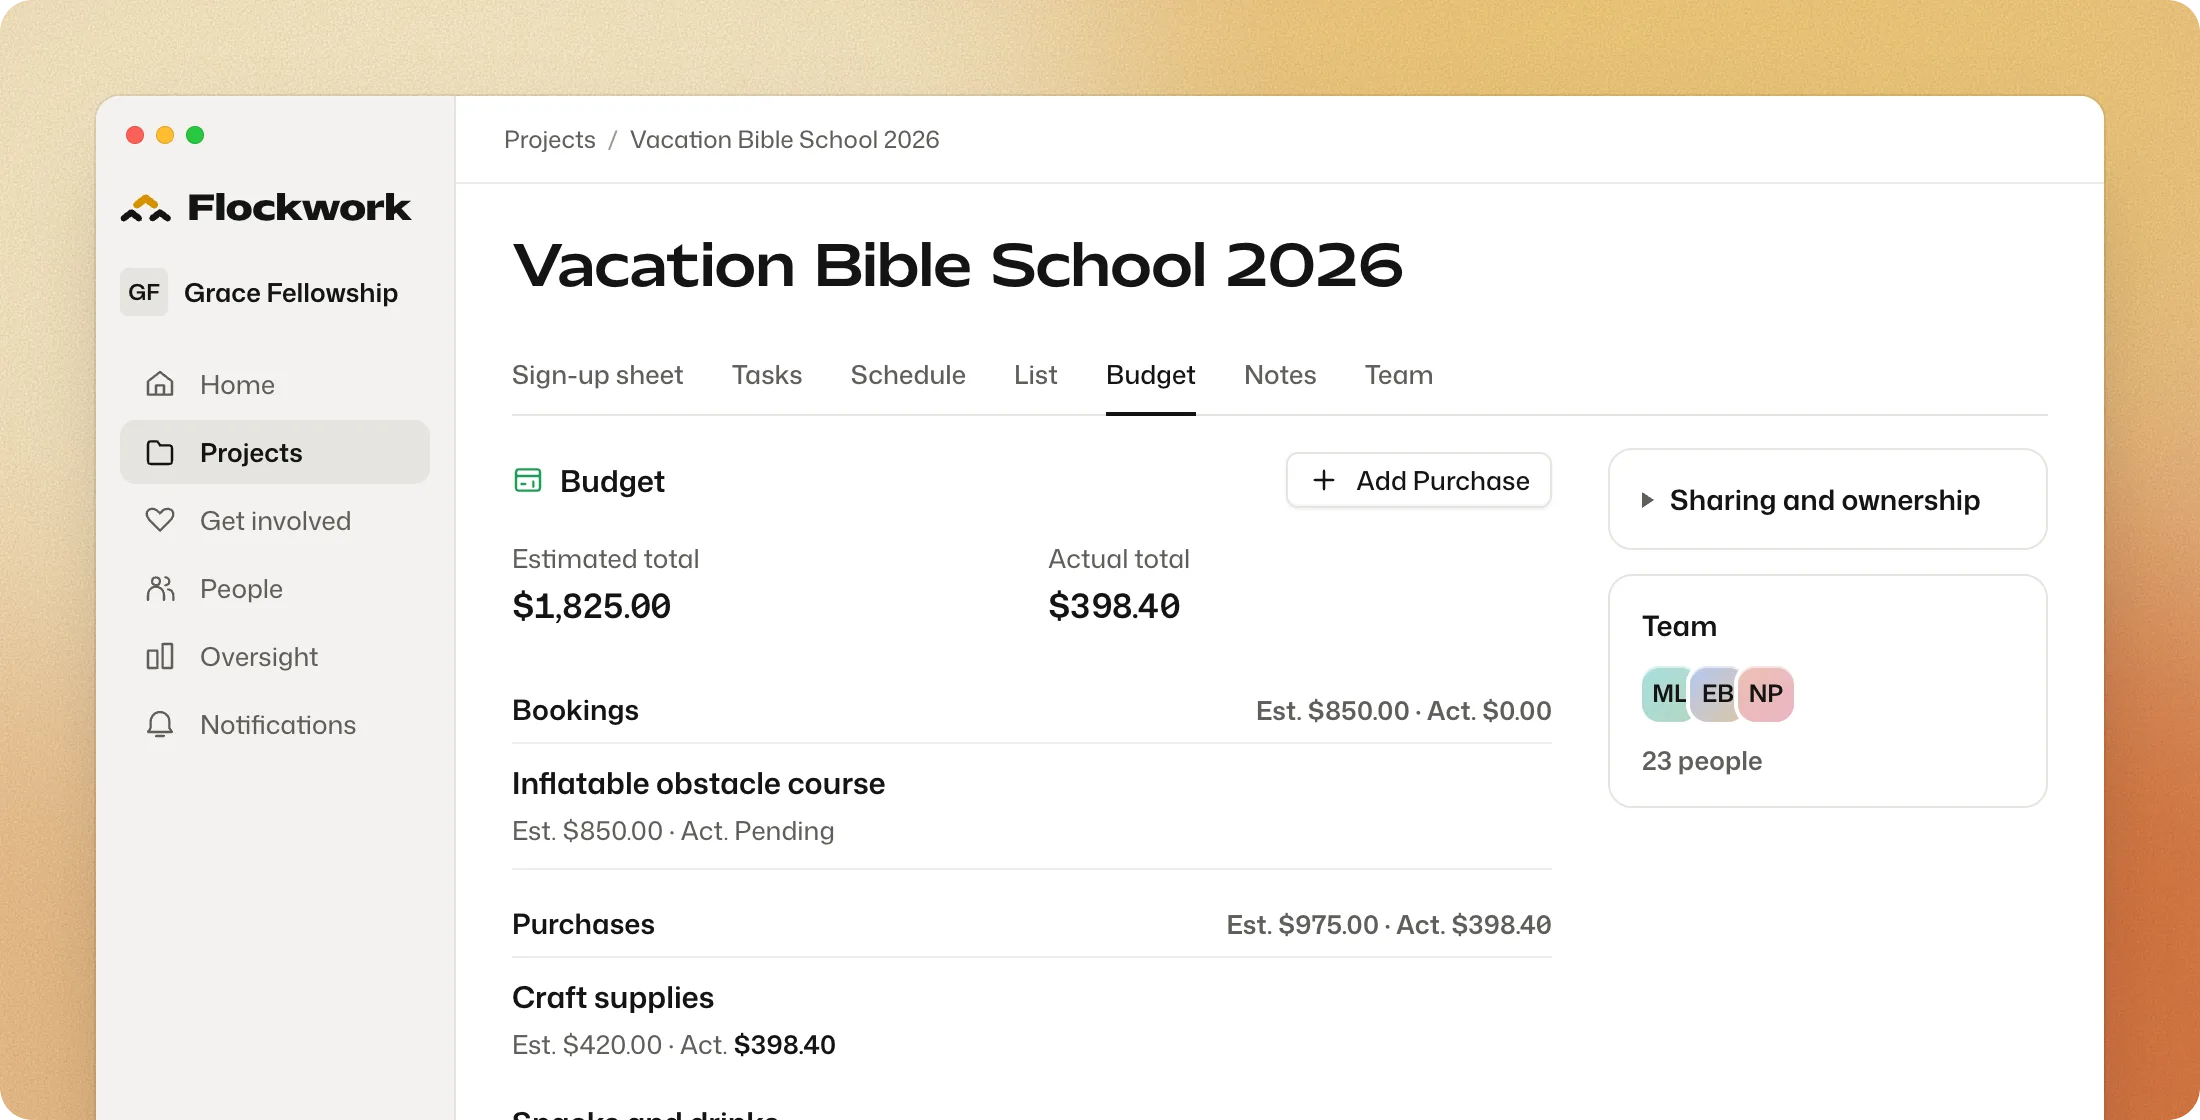 Projects / Vacation Bible School 2026
Flockwork
GF Grace Fellowship
Home
Projects
Get involved
People
Oversight
Notifications
Vacation Bible School 2026
Sign-up sheet Tasks Schedule List Budget Notes Team
Budget
Add Purchase
Estimated total
$1,825.00
Actual total
$398.40
Bookings
Est. $850.00 · Act. $0.00
Inflatable obstacle course
Est. $850.00 · Act. Pending
Purchases
Est. $975.00 · Act. $398.40
Craft supplies
Est. $420.00 · Act. $398.40
Snacks and drinks
Sharing and ownership
Team
ML EB NP
23 people